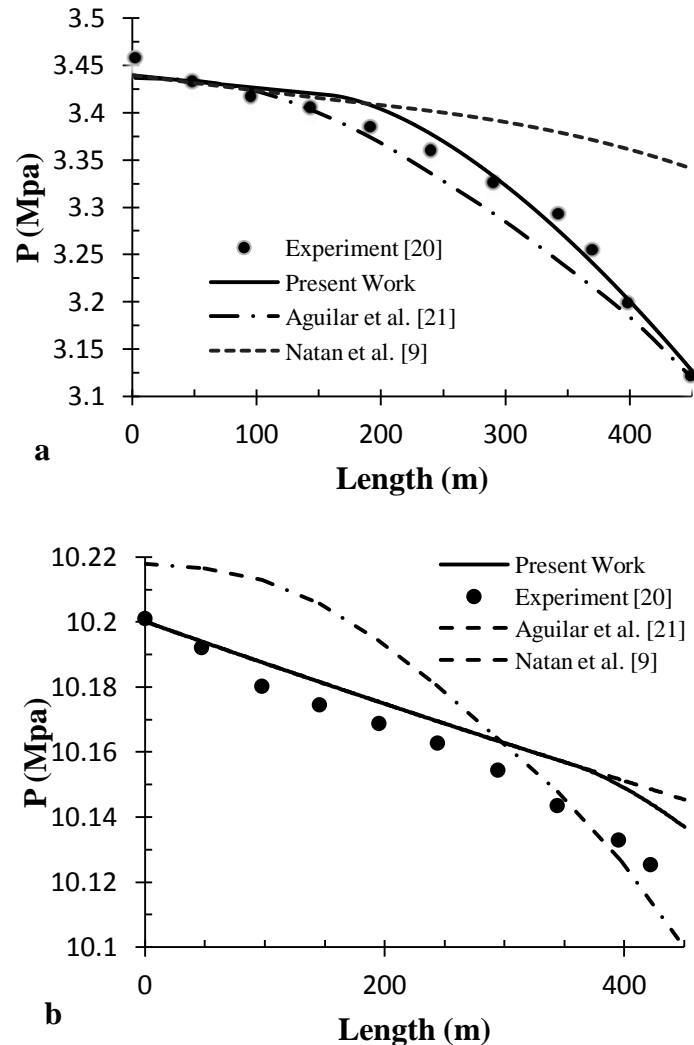 3.5
3.45
3.4
3.35
3.3
3.25
3.2
3.15
3.1
P (Mpa)
Experiment [20]
Present Work
Aguilar et al. [21]
Natan et al. [9]
0 100 200 300 400
a
Length (m)
10.22
10.2
10.18
10.16
10.14
10.12
10.1
P (Mpa)
Present Work
Experiment [20]
Aguilar et al. [21]
Natan et al. [9]
0 200 400
b
Length (m)